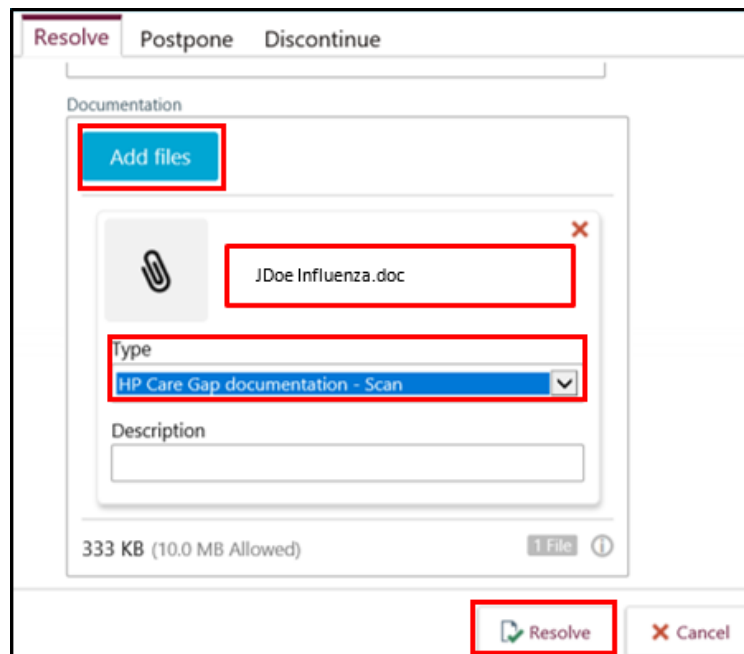 Resolve Postpone Discontinue
Documentation
Add files
JDoe Influenza.doc
Type
HP Care Gap documentation - Scan
Description
333 KB (10.0 MB Allowed) 1 File
Resolve Cancel